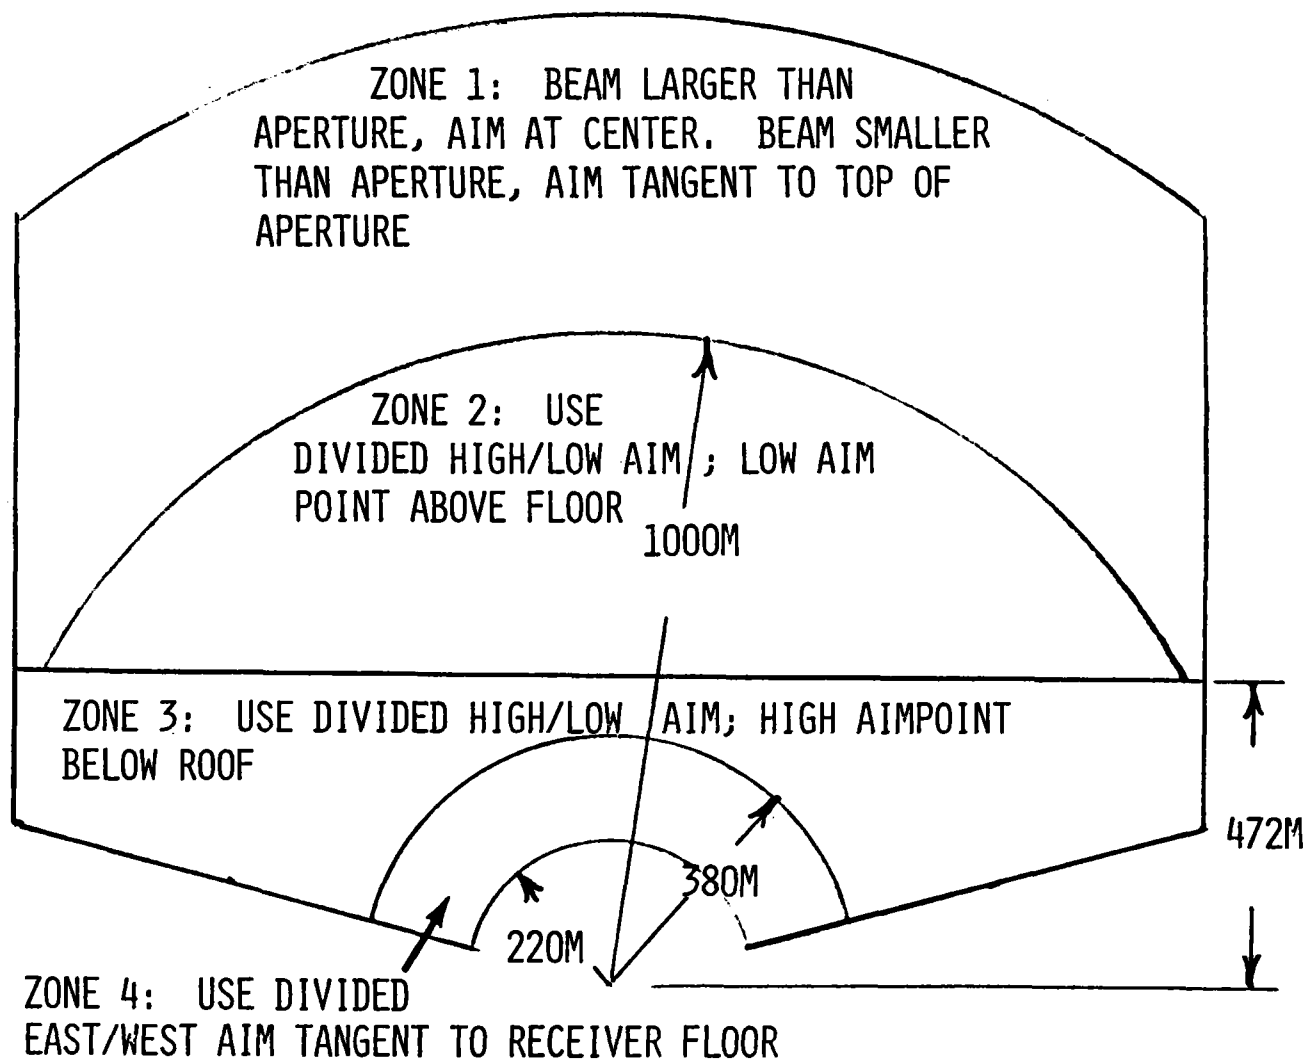 ZONE 1: BEAM LARGER THAN
APERTURE, AIM AT CENTER. BEAM SMALLER
THAN APERTURE, AIM TANGENT TO TOP OF
APERTURE
ZONE 2: USE
DIVIDED HIGH/LOW AIM ; LOW AIM
POINT ABOVE FLOOR
1000M
ZONE 3: USE DIVIDED HIGH/LOW AIM; HIGH AIMPOINT
BELOW ROOF
472M
380M
220M
ZONE 4: USE DIVIDED
EAST/WEST AIM TANGENT TO RECEIVER FLOOR